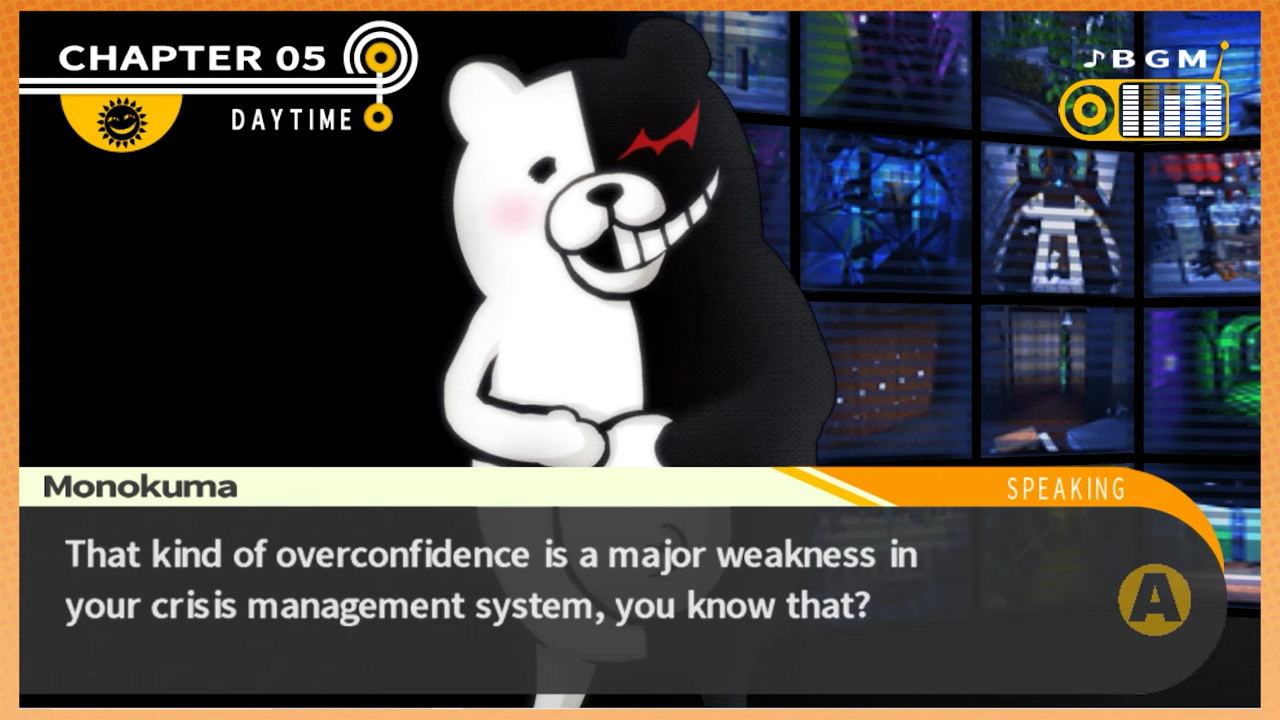 CHAPTER 05
♪BGM
DAYTIME
Monokuma
SPEAKING
That kind of overconfidence is a major weakness in
your crisis management system, you know that?
A